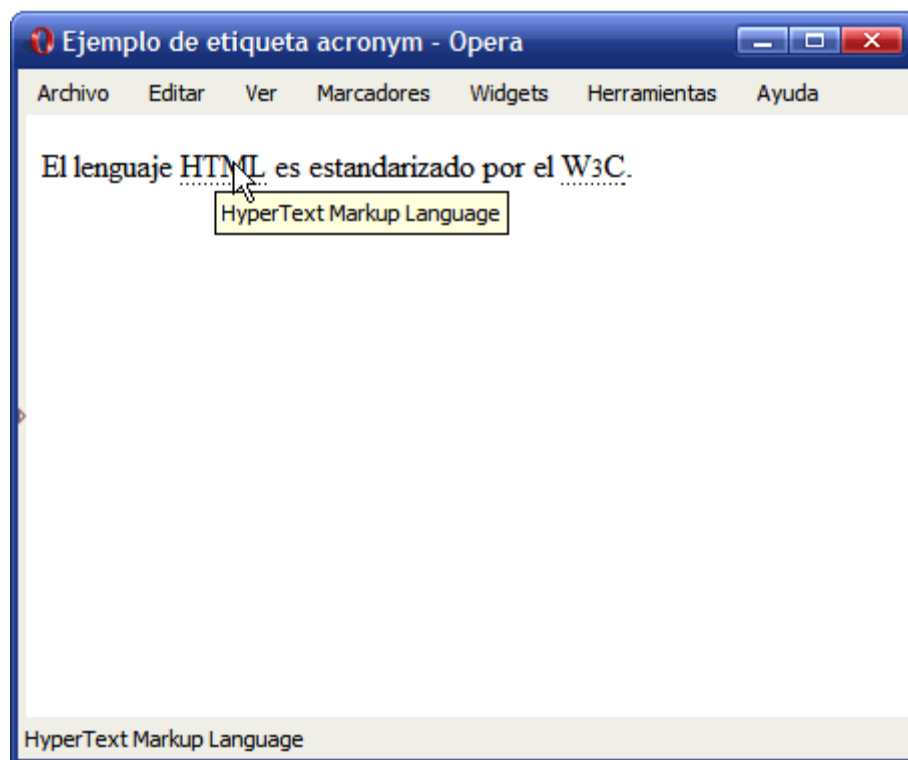 Ejemplo de etiqueta acronym - Opera
Archivo Editar Ver Marcadores Widgets Herramientas Ayuda
El lenguaje HTML es estandarizado por el W3C.
HyperText Markup Language
HyperText Markup Language